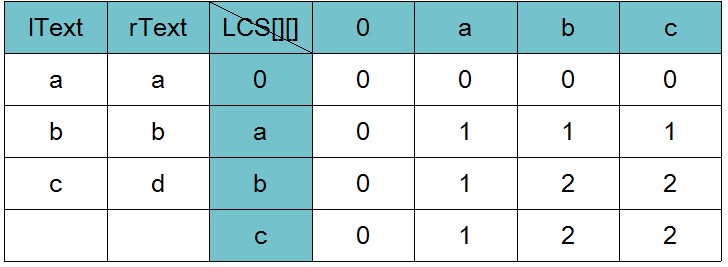 lText rText LCS[][] 0 a b c
a a 0 0 0 0 0
b b a 0 1 1 1
c d b 0 1 2 2
c 0 1 2 2